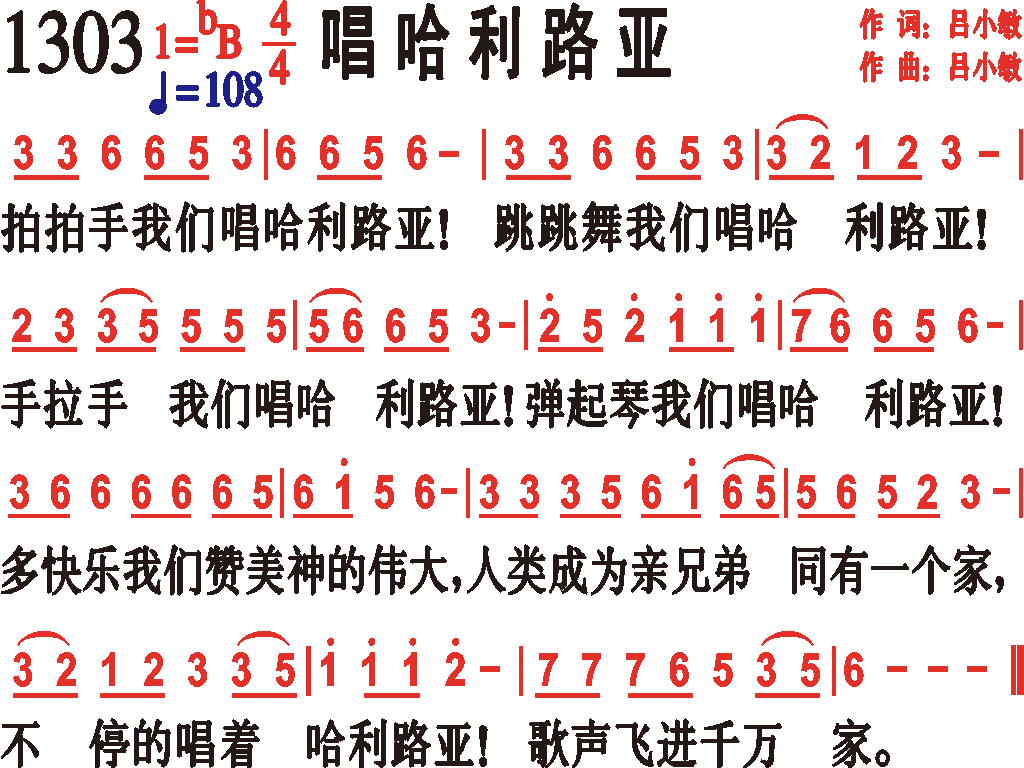 1303 1=bB 4/4 唱哈利路亚 作 词：吕小敏
♩=108 作 曲：吕小敏
3 3 6 6 5 3|6 6 5 6 – | 3 3 6 6 5 3|3 2 1 2 3 – |
拍拍手我们唱哈利路亚! 跳跳舞我们唱哈 利路亚!
2 3 3 5 5 5 5|5 6 6 5 3–|2̇ 5 2̇ 1̇ 1̇ 1̇|7 6 6 5 6–|
手拉手 我们唱哈 利路亚! 弹起琴我们唱哈 利路亚!
3 6 6 6 6 6 5|6 1̇ 5 6–|3 3 3 5 6 1̇ 6 5|5 6 5 2 3–|
多快乐我们赞美神的伟大,人类成为亲兄弟 同有一个家,
3 2 1 2 3 3 5|1̇ 1̇ 1̇ 2̇ – |7 7 7 6 5 3 5|6 – – – ‖
不 停的唱着 哈利路亚! 歌声飞进千万 家。